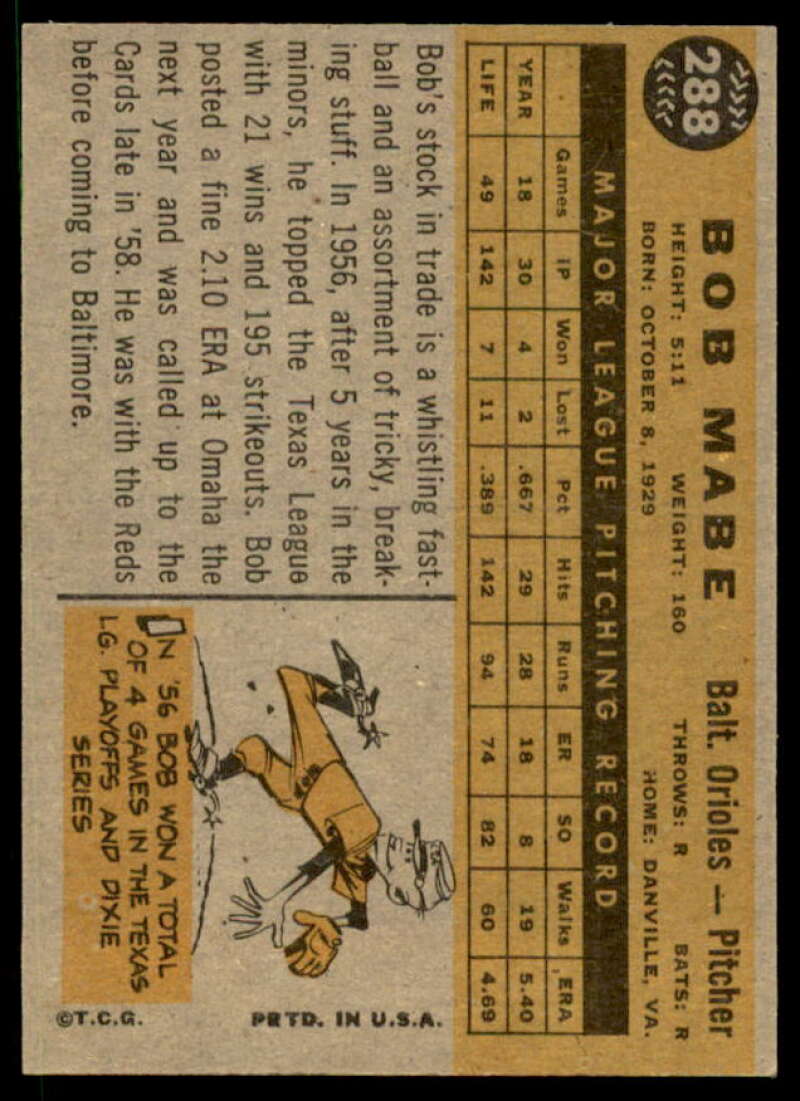 288
BOB MABE Balt. Orioles — Pitcher
HEIGHT: 5:11 WEIGHT: 160 THROWS: R BATS: R
BORN: OCTOBER 8, 1929 HOME: DANVILLE, VA.
MAJOR LEAGUE PITCHING RECORD
Games IP Won Lost Pct Hits Runs ER SO Walks ERA
YEAR 18 30 4 2 .667 29 28 18 8 19 5.40
LIFE 49 142 7 11 .389 142 94 74 82 60 4.69
Bob's stock in trade is a whistling fast-
ball and an assortment of tricky, break-
ing stuff. In 1956, after 5 years in the
minors, he topped the Texas League
with 21 wins and 195 strikeouts. Bob
posted a fine 2.10 ERA at Omaha the
next year and was called up to the
Cards late in '58. He was with the Reds
before coming to Baltimore.
IN '56 BOB WON A TOTAL
OF 4 GAMES IN THE TEXAS
LG. PLAYOFFS AND DIXIE
SERIES
©T.C.G. PRTD. IN U.S.A.